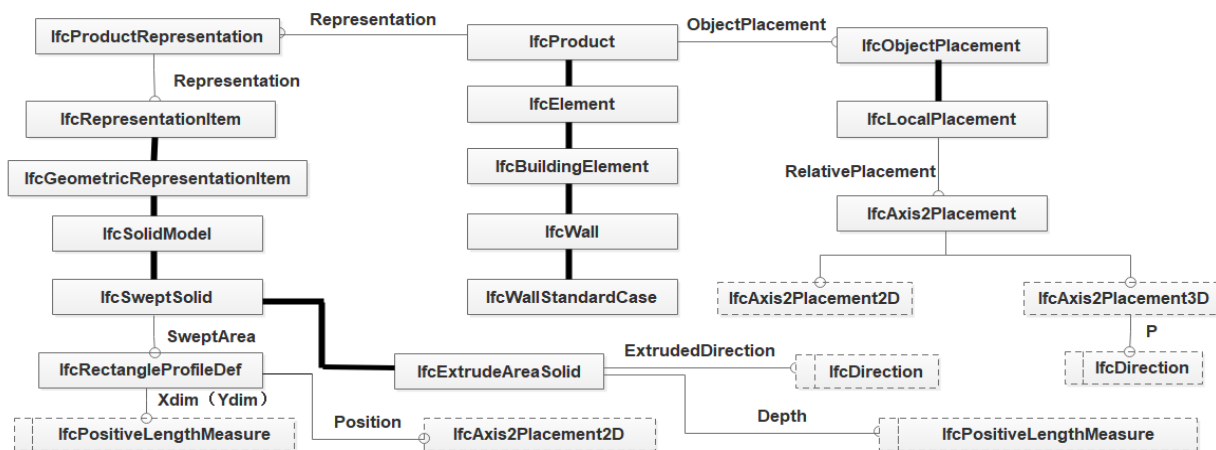 Representation
ObjectPlacement
IfcProductRepresentation
IfcProduct
IfcObjectPlacement
Representation
IfcRepresentationItem
IfcElement
IfcLocalPlacement
IfcGeometricRepresentationItem
IfcBuildingElement
RelativePlacement
IfcSolidModel
IfcWall
IfcAxis2Placement
IfcSweptSolid
IfcWallStandardCase
IfcAxis2Placement2D
IfcAxis2Placement3D
SweptArea
P
ExtrudedDirection
IfcRectangleProfileDef
IfcExtrudeAreaSolid
IfcDirection
IfcDirection
Xdim（Ydim）
Position
Depth
IfcPositiveLengthMeasure
IfcAxis2Placement2D
IfcPositiveLengthMeasure